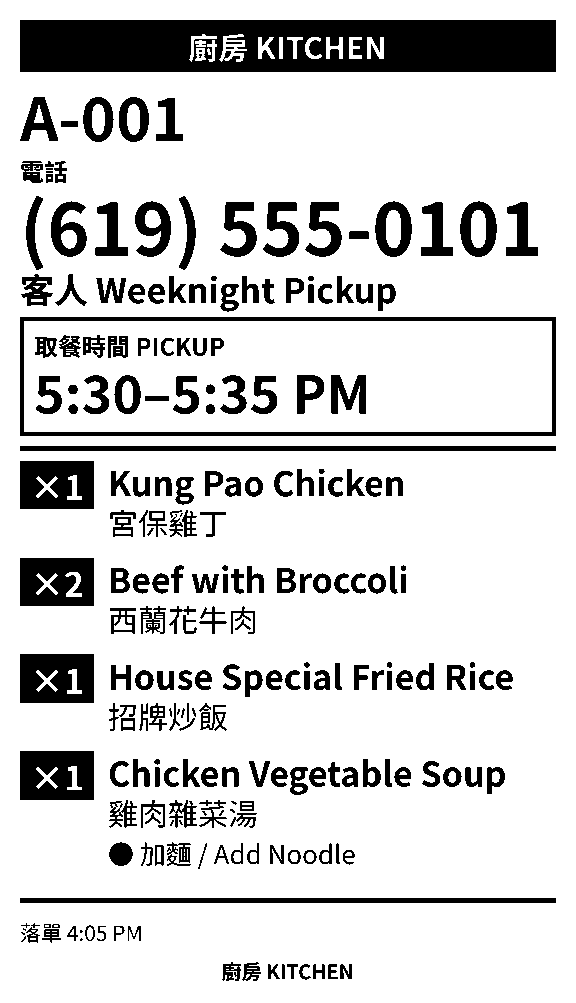 廚房 KITCHEN
A-001
電話
(619) 555-0101
客人 Weeknight Pickup
取餐時間 PICKUP
5:30–5:35 PM
×1 Kung Pao Chicken
宮保雞丁
×2 Beef with Broccoli
西蘭花牛肉
×1 House Special Fried Rice
招牌炒飯
×1 Chicken Vegetable Soup
雞肉雜菜湯
● 加麵 / Add Noodle
落單 4:05 PM
廚房 KITCHEN